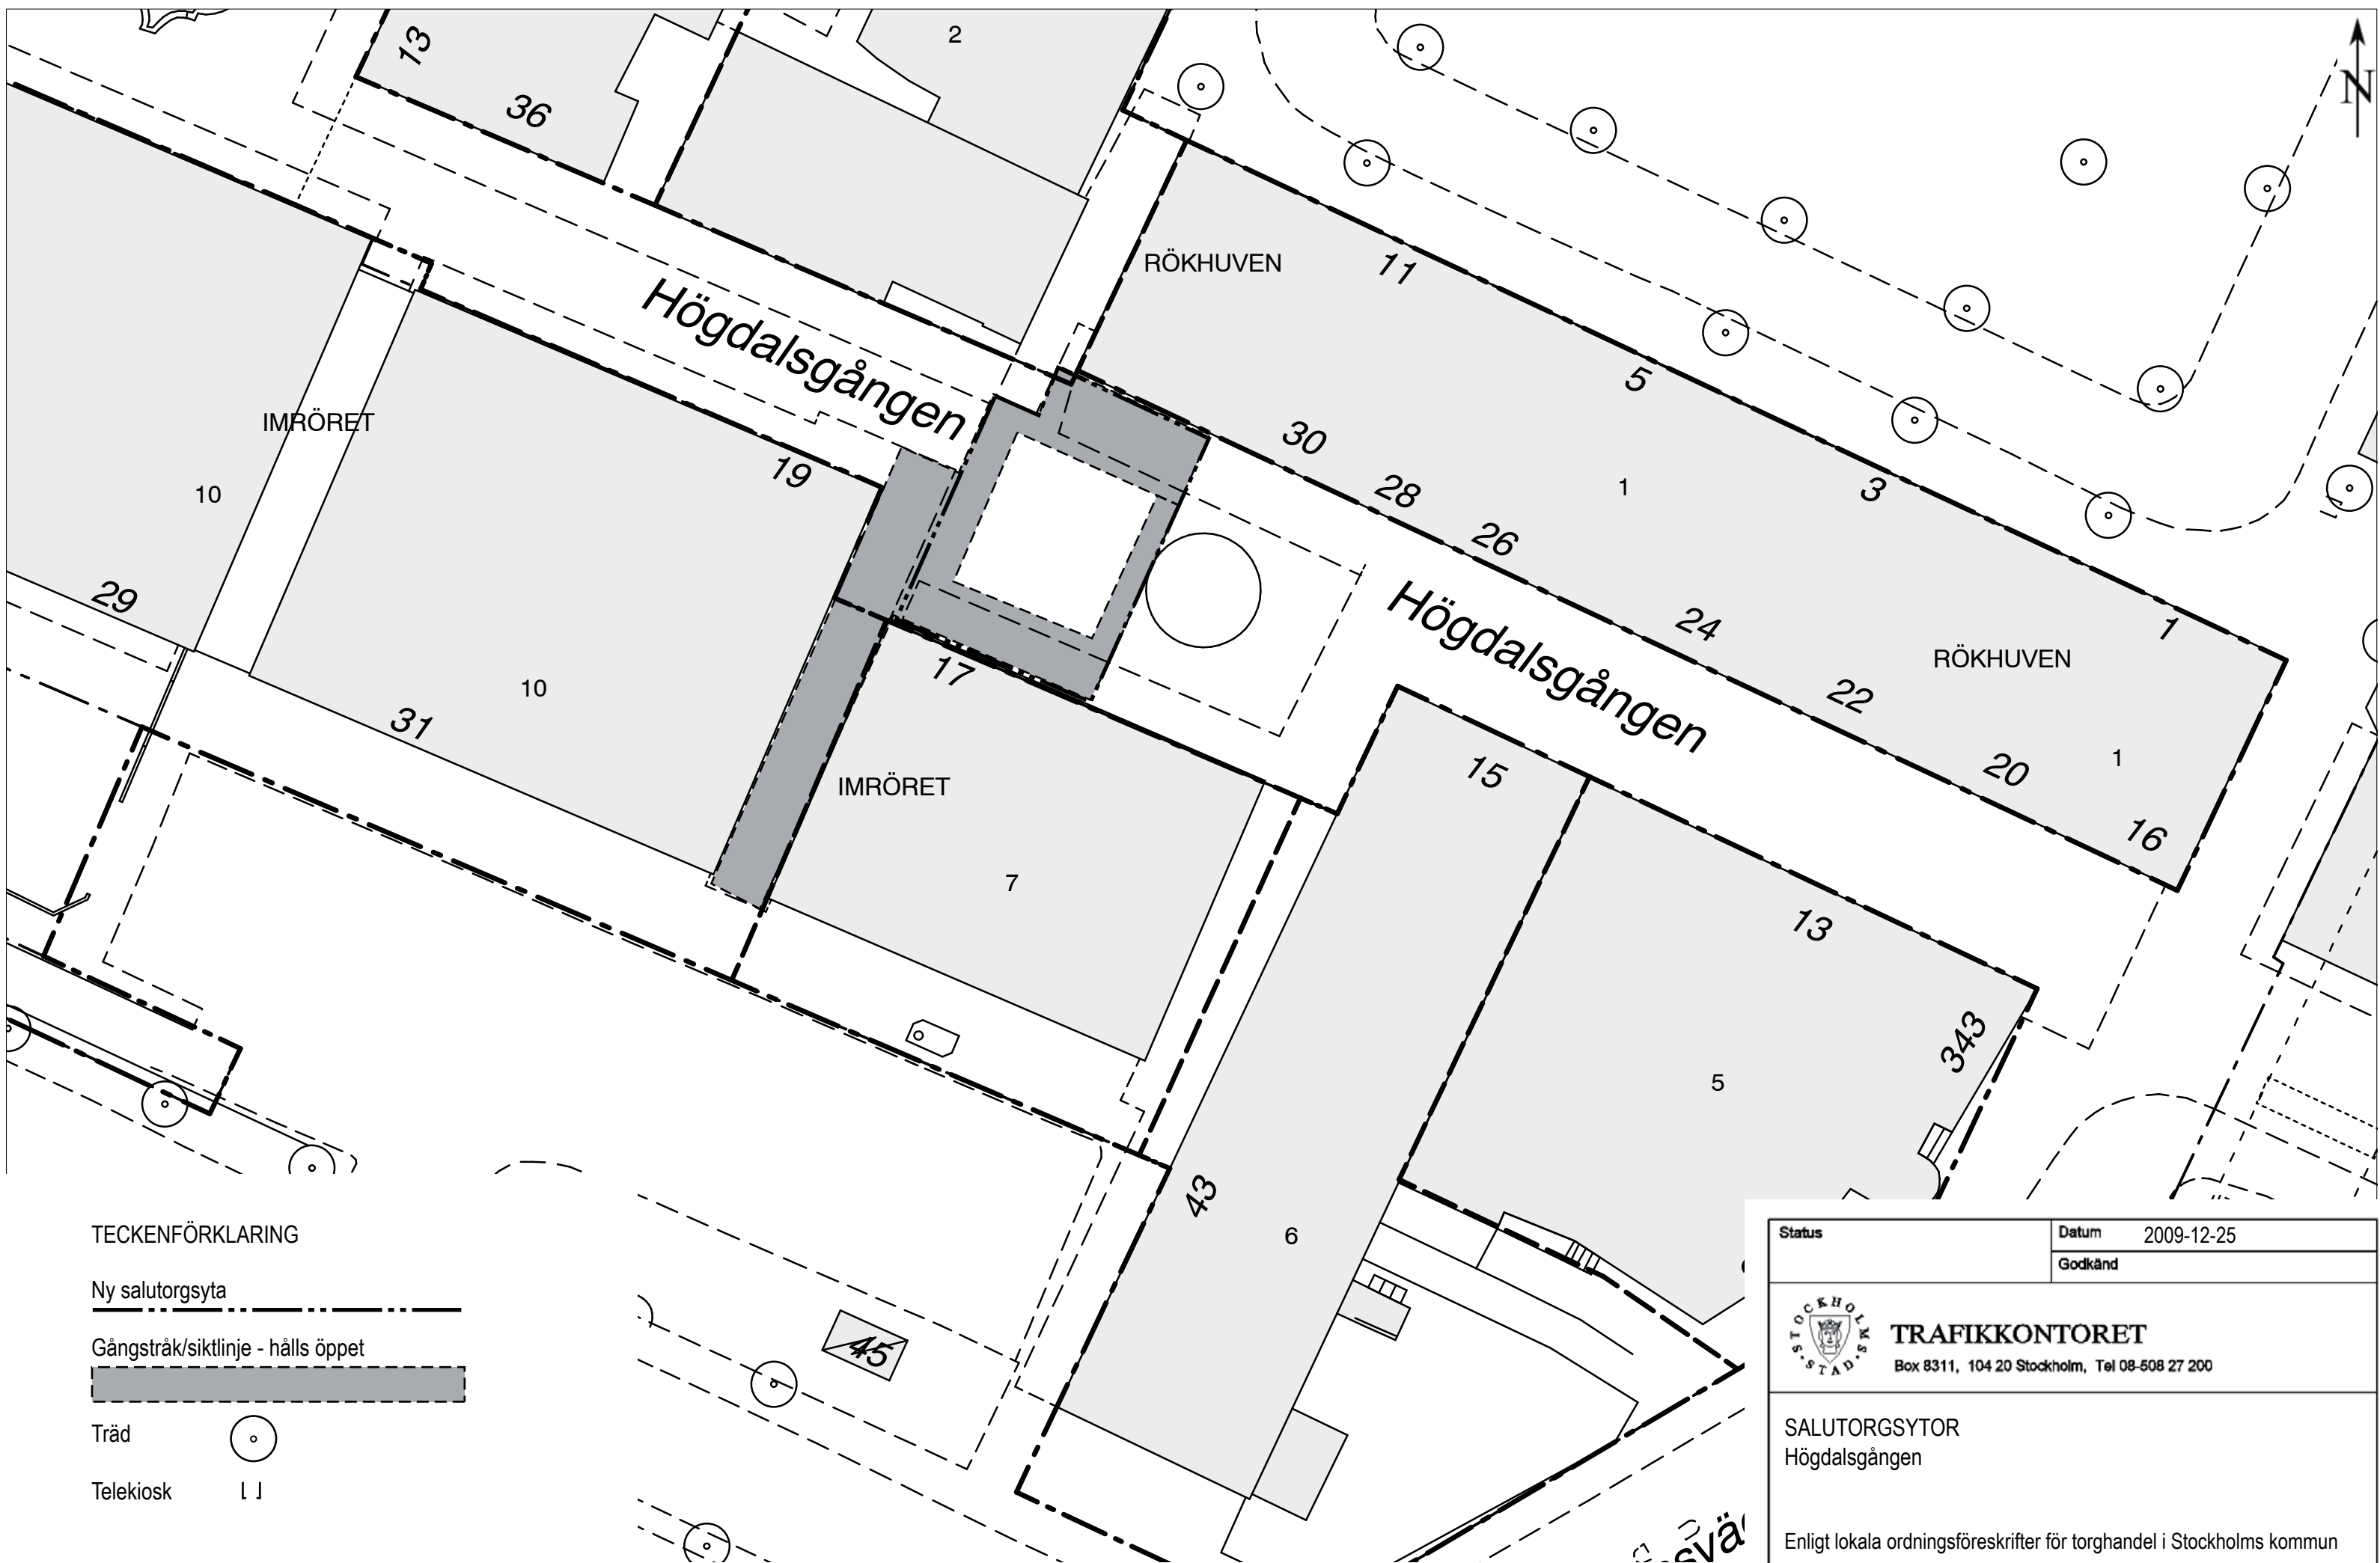 2
13
36
N
RÖKHUVEN
11
Högdalsgången
5
IMRÖRET
30
19
28
1
3
10
26
29
Högdalsgången
24
1
RÖKHUVEN
17
10
22
31
15
20
1
IMRÖRET
16
7
13
343
5
43
6
45
TECKENFÖRKLARING
Ny salutorgsyta
Gångstråk/siktlinje - hålls öppet
Träd
Telekiosk
Status
Datum 2009-12-25
Godkänd
STOCKHOLMS STAD
TRAFIKKONTORET
Box 8311, 104 20 Stockholm, Tel 08-508 27 200
SALUTORGSYTOR
Högdalsgången
Enligt lokala ordningsföreskrifter för torghandel i Stockholms kommun